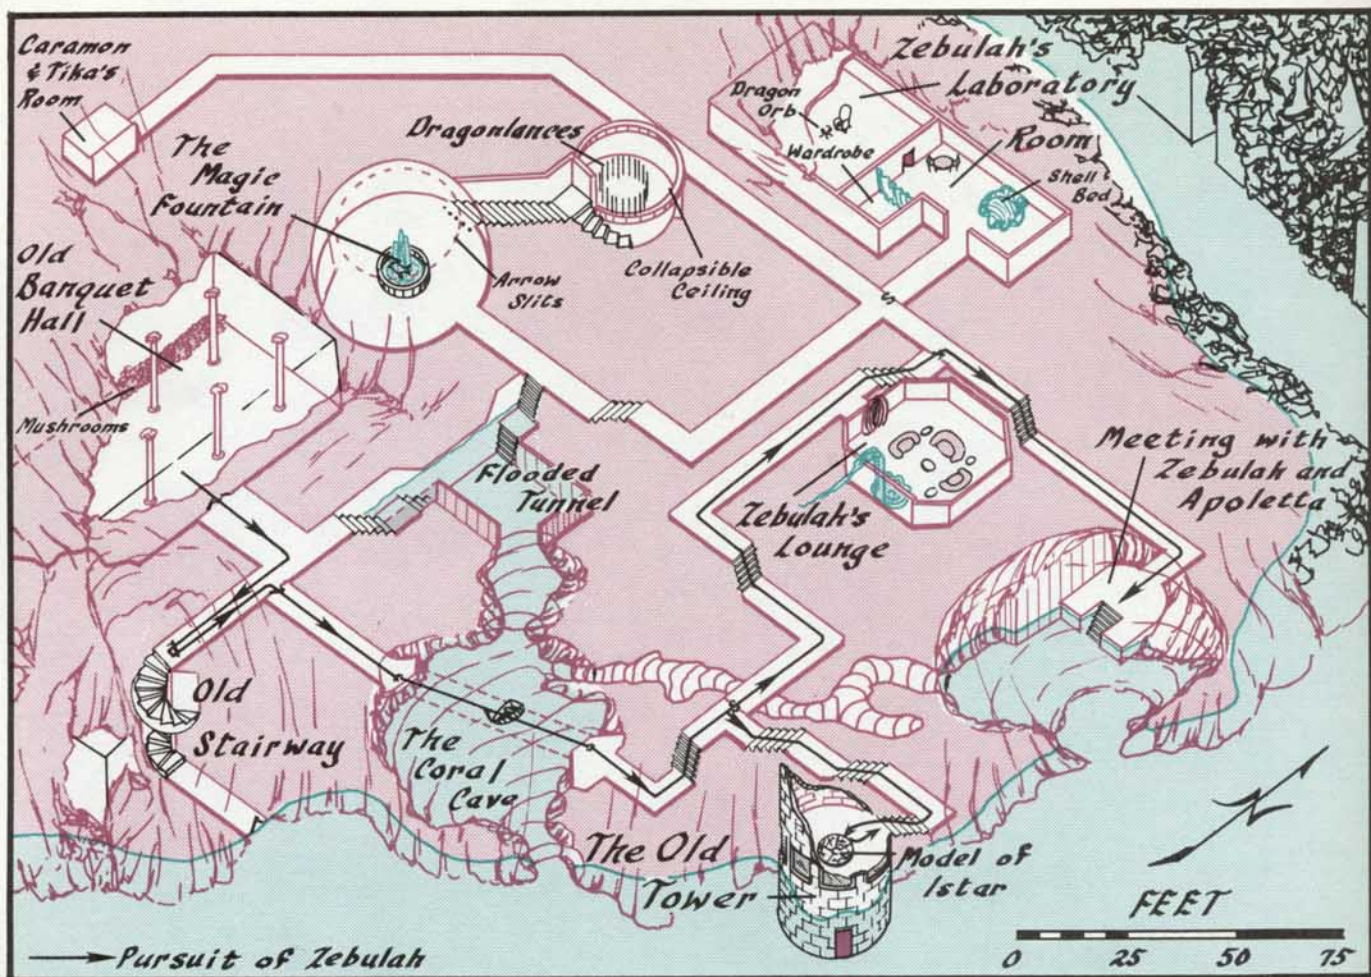 Caramon
& Tika's
Room
Zebulah's
Laboratory
Dragon
Orb
Wardrobe
Room
Shell
Bed
Dragonlances
The
Magic
Fountain
Old
Banquet
Hall
Arrow
Slits
Collapsible
Ceiling
Mushrooms
Flooded
Tunnel
Zebulah's
Lounge
Meeting with
Zebulah and
Apoletta
Old
Stairway
The
Coral
Cave
The Old
Tower
Model of
Istar
N
FEET
0 25 50 75
Pursuit of Zebulah
S